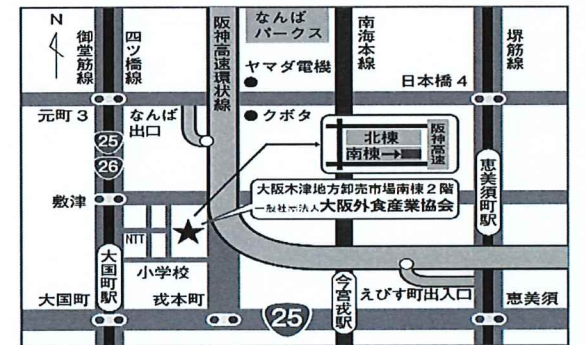 N
御堂筋線
四ツ橋線
阪神高速環状線
なんば
パークス
南海本線
堺筋線
ヤマダ電機
日本橋4
元町3
なんば
出口
クボタ
25
26
北棟
南棟→
阪神高速
恵美須町駅
敷津
大阪木津地方卸売市場南棟2階
一般社団法人大阪外食産業協会
NTT
小学校
大国町駅
大国町
戎本町
25
今宮戎駅
えびす町出入口
恵美須